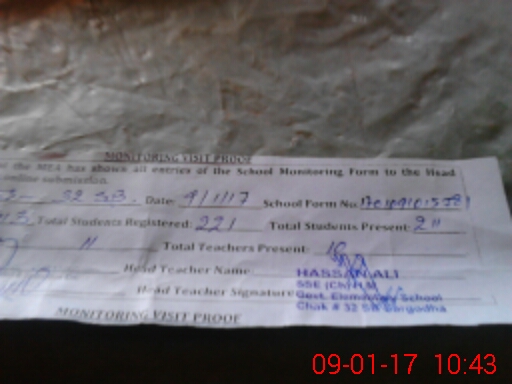 MONITORING VISIT PROOF
the MEA has shown all entries of the School Monitoring Form to the Head
online submission.
32 SB. Date: 9/1/17 School Form No.
Total Students Registered: 221 Total Students Present: 211
11 Total Teachers Present: 10
Head Teacher Name
HASSAN ALI
SSE
Head Teacher Signature Govt. Elementary School
Chak # 32 SB Sargodha
MONITORING VISIT PROOF
09-01-17 10:43